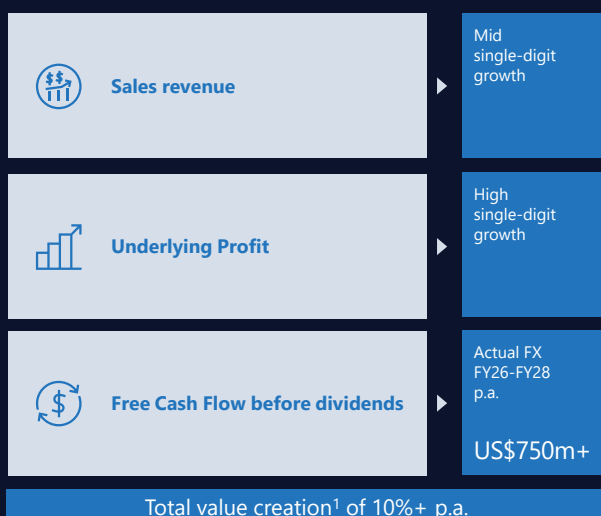 Sales revenue
Mid
single-digit
growth
Underlying Profit
High
single-digit
growth
Free Cash Flow before dividends
Actual FX
FY26-FY28
p.a.
US$750m+
Total value creation¹ of 10%+ p.a.